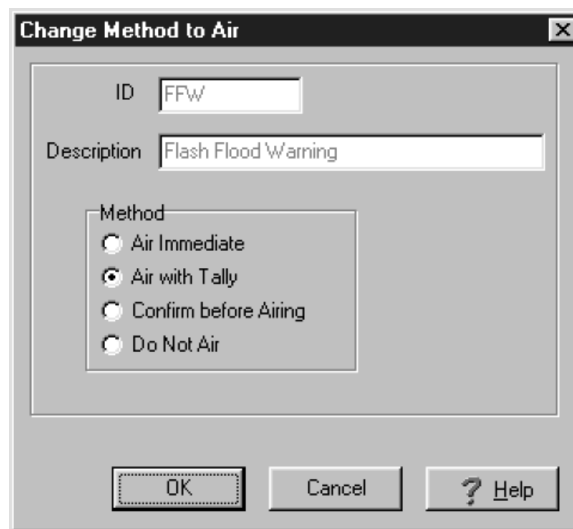 Change Method to Air
ID FFW
Description Flash Flood Warning
Method
Air Immediate
Air with Tally
Confirm before Airing
Do Not Air
OK Cancel ? Help